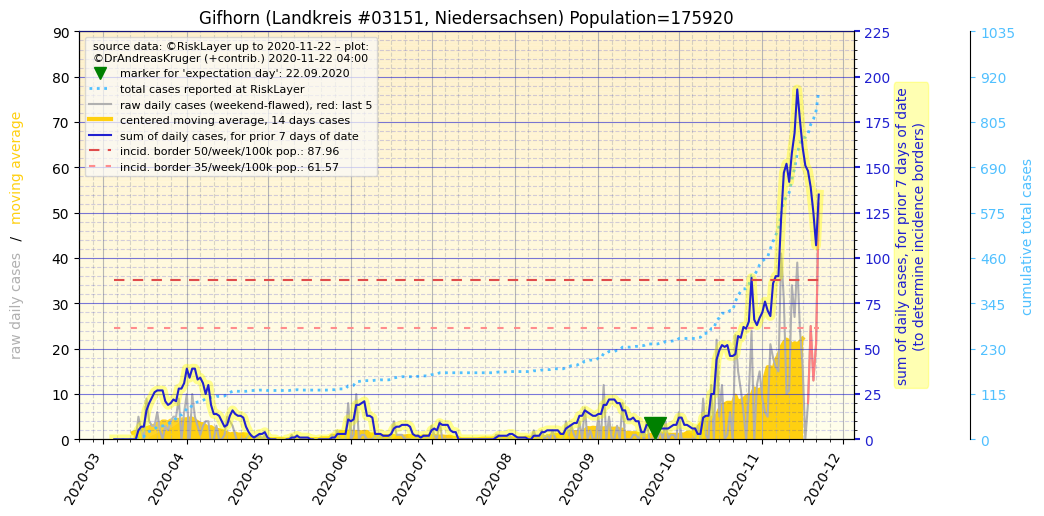 Gifhorn (Landkreis #03151, Niedersachsen) Population=175920
source data: ©RiskLayer up to 2020-11-22 – plot:
©DrAndreasKruger (+contrib.) 2020-11-22 04:00
marker for 'expectation day': 22.09.2020
total cases reported at RiskLayer
raw daily cases (weekend-flawed), red: last 5
centered moving average, 14 days cases
sum of daily cases, for prior 7 days of date
incid. border 50/week/100k pop.: 87.96
incid. border 35/week/100k pop.: 61.57
raw daily cases / moving average
90
80
70
60
50
40
30
20
10
0
2020-03
2020-04
2020-05
2020-06
2020-07
2020-08
2020-09
2020-10
2020-11
2020-12
225
200
175
150
125
100
75
50
25
0
sum of daily cases, for prior 7 days of date
(to determine incidence borders)
1035
920
805
690
575
460
345
230
115
0
cumulative total cases